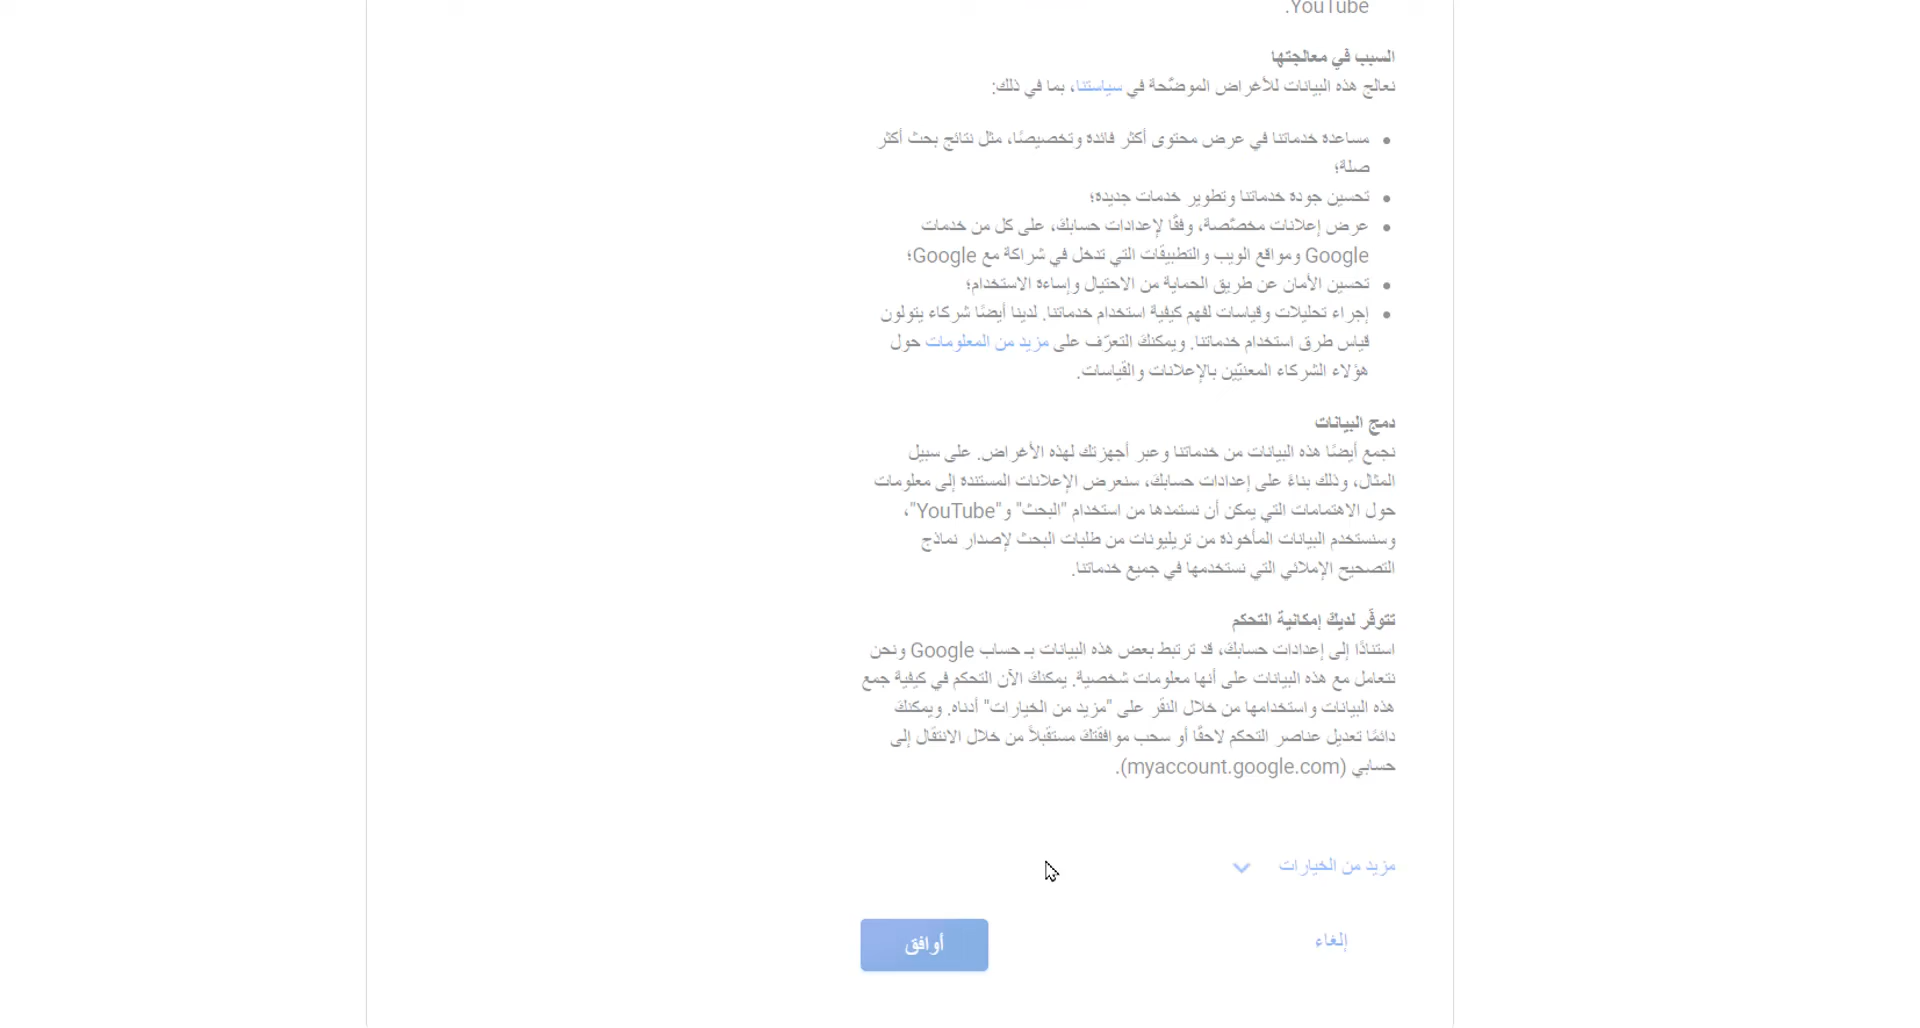 YouTube.
السبب في معالجتها
نعالج هذه البيانات للأغراض الموضَّحة في سياستنا، بما في ذلك:
• مساعدة خدماتنا في عرض محتوى أكثر فائدة وتخصيصًا، مثل نتائج بحث أكثر
صلة؛
• تحسين جودة خدماتنا وتطوير خدمات جديدة؛
• عرض إعلانات مخصَّصة، وفقًا لإعدادات حسابك، على كل من خدمات
Google ومواقع الويب والتطبيقات التي تدخل في شراكة مع Google؛
• تحسين الأمان عن طريق الحماية من الاحتيال وإساءة الاستخدام؛
• إجراء تحليلات وقياسات لفهم كيفية استخدام خدماتنا. لدينا أيضًا شركاء يتولون
قياس طرق استخدام خدماتنا. ويمكنك التعرّف على مزيد من المعلومات حول
هؤلاء الشركاء المعنيّين بالإعلانات والقياسات.
دمج البيانات
نجمع أيضًا هذه البيانات من خدماتنا وعبر أجهزتك لهذه الأغراض. على سبيل
المثال، وذلك بناءً على إعدادات حسابك، سنعرض الإعلانات المستندة إلى معلومات
حول الاهتمامات التي يمكن أن نستمدها من استخدام "البحث" و"YouTube"،
وسنستخدم البيانات المأخوذة من تريليونات من طلبات البحث لإصدار نماذج
التصحيح الإملائي التي نستخدمها في جميع خدماتنا.
تتوفّر لديك إمكانية التحكم
استنادًا إلى إعدادات حسابك، قد ترتبط بعض هذه البيانات بـ حساب Google ونحن
نتعامل مع هذه البيانات على أنها معلومات شخصية. يمكنك الآن التحكم في كيفية جمع
هذه البيانات واستخدامها من خلال النقر على "مزيد من الخيارات" أدناه. ويمكنك
دائمًا تعديل عناصر التحكم لاحقًا أو سحب موافقتك مستقبلاً من خلال الانتقال إلى
حسابي (myaccount.google.com).
مزيد من الخيارات
إلغاء
أوافق